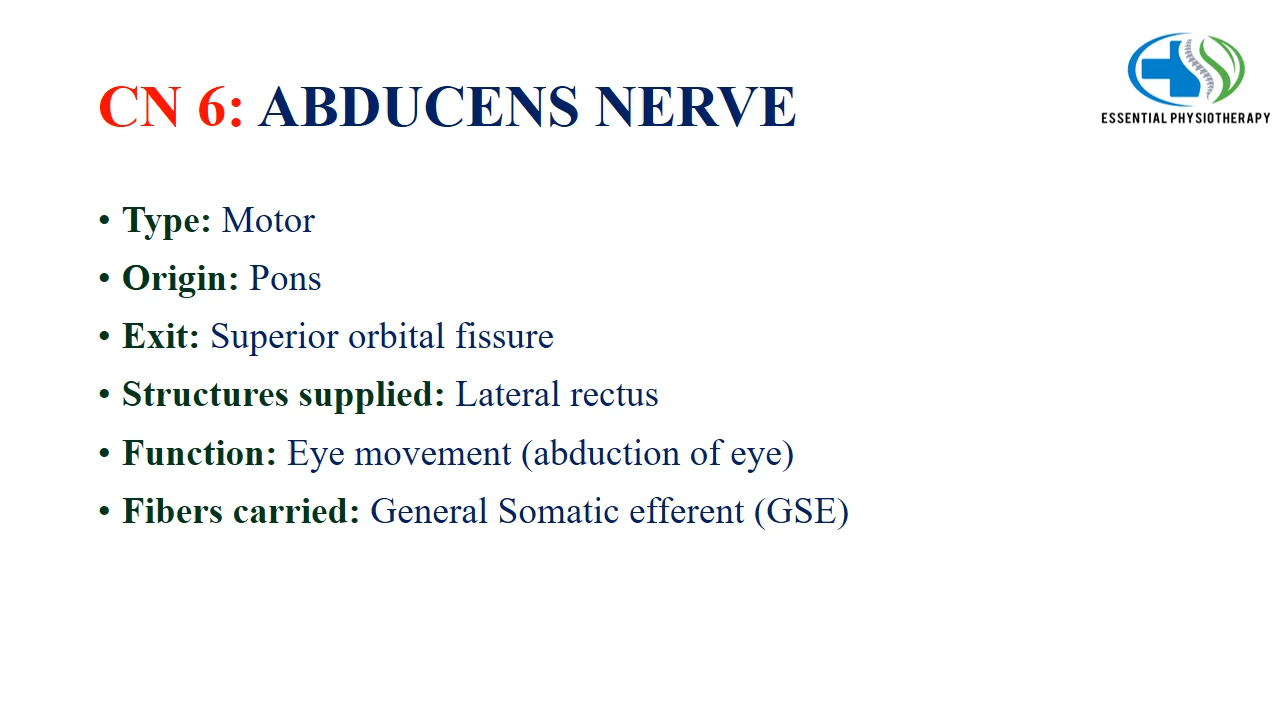 CN 6: ABDUCENS NERVE
ESSENTIAL PHYSIOTHERAPY
• Type: Motor
• Origin: Pons
• Exit: Superior orbital fissure
• Structures supplied: Lateral rectus
• Function: Eye movement (abduction of eye)
• Fibers carried: General Somatic efferent (GSE)